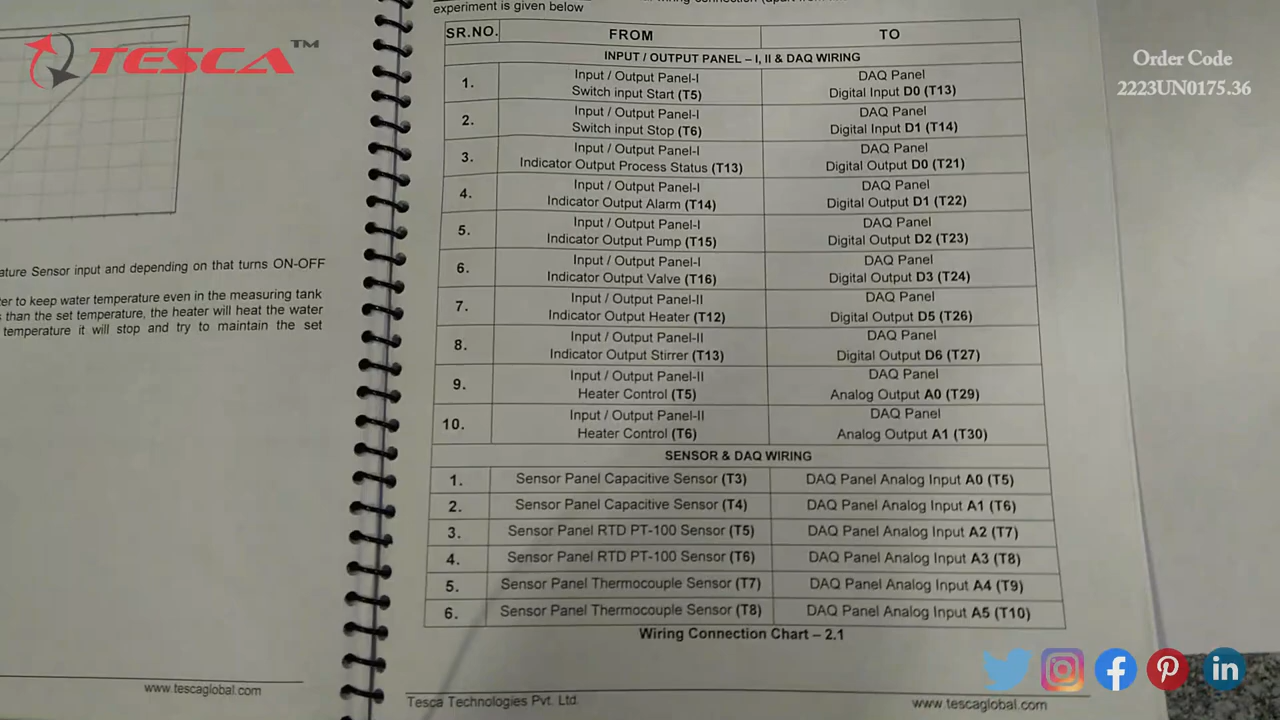 TESCA™
Order Code
2223UN0175.36
ature Sensor input and depending on that turns ON-OFF
ter to keep water temperature even in the measuring tank
s than the set temperature, the heater will heat the water
temperature it will stop and try to maintain the set
www.tescaglobal.com
experiment is given below
SR.NO. FROM TO
INPUT / OUTPUT PANEL – I, II & DAQ WIRING
1. Input / Output Panel-I DAQ Panel
Switch input Start (T5) Digital Input D0 (T13)
2. Input / Output Panel-I DAQ Panel
Switch input Stop (T6) Digital Input D1 (T14)
3. Input / Output Panel-I DAQ Panel
Indicator Output Process Status (T13) Digital Output D0 (T21)
4. Input / Output Panel-I DAQ Panel
Indicator Output Alarm (T14) Digital Output D1 (T22)
5. Input / Output Panel-I DAQ Panel
Indicator Output Pump (T15) Digital Output D2 (T23)
6. Input / Output Panel-I DAQ Panel
Indicator Output Valve (T16) Digital Output D3 (T24)
7. Input / Output Panel-II DAQ Panel
Indicator Output Heater (T12) Digital Output D5 (T26)
8. Input / Output Panel-II DAQ Panel
Indicator Output Stirrer (T13) Digital Output D6 (T27)
9. Input / Output Panel-II DAQ Panel
Heater Control (T5) Analog Output A0 (T29)
10. Input / Output Panel-II DAQ Panel
Heater Control (T6) Analog Output A1 (T30)
SENSOR & DAQ WIRING
1. Sensor Panel Capacitive Sensor (T3) DAQ Panel Analog Input A0 (T5)
2. Sensor Panel Capacitive Sensor (T4) DAQ Panel Analog Input A1 (T6)
3. Sensor Panel RTD PT-100 Sensor (T5) DAQ Panel Analog Input A2 (T7)
4. Sensor Panel RTD PT-100 Sensor (T6) DAQ Panel Analog Input A3 (T8)
5. Sensor Panel Thermocouple Sensor (T7) DAQ Panel Analog Input A4 (T9)
6. Sensor Panel Thermocouple Sensor (T8) DAQ Panel Analog Input A5 (T10)
Wiring Connection Chart – 2.1
Tesca Technologies Pvt. Ltd.
www.tescaglobal.com